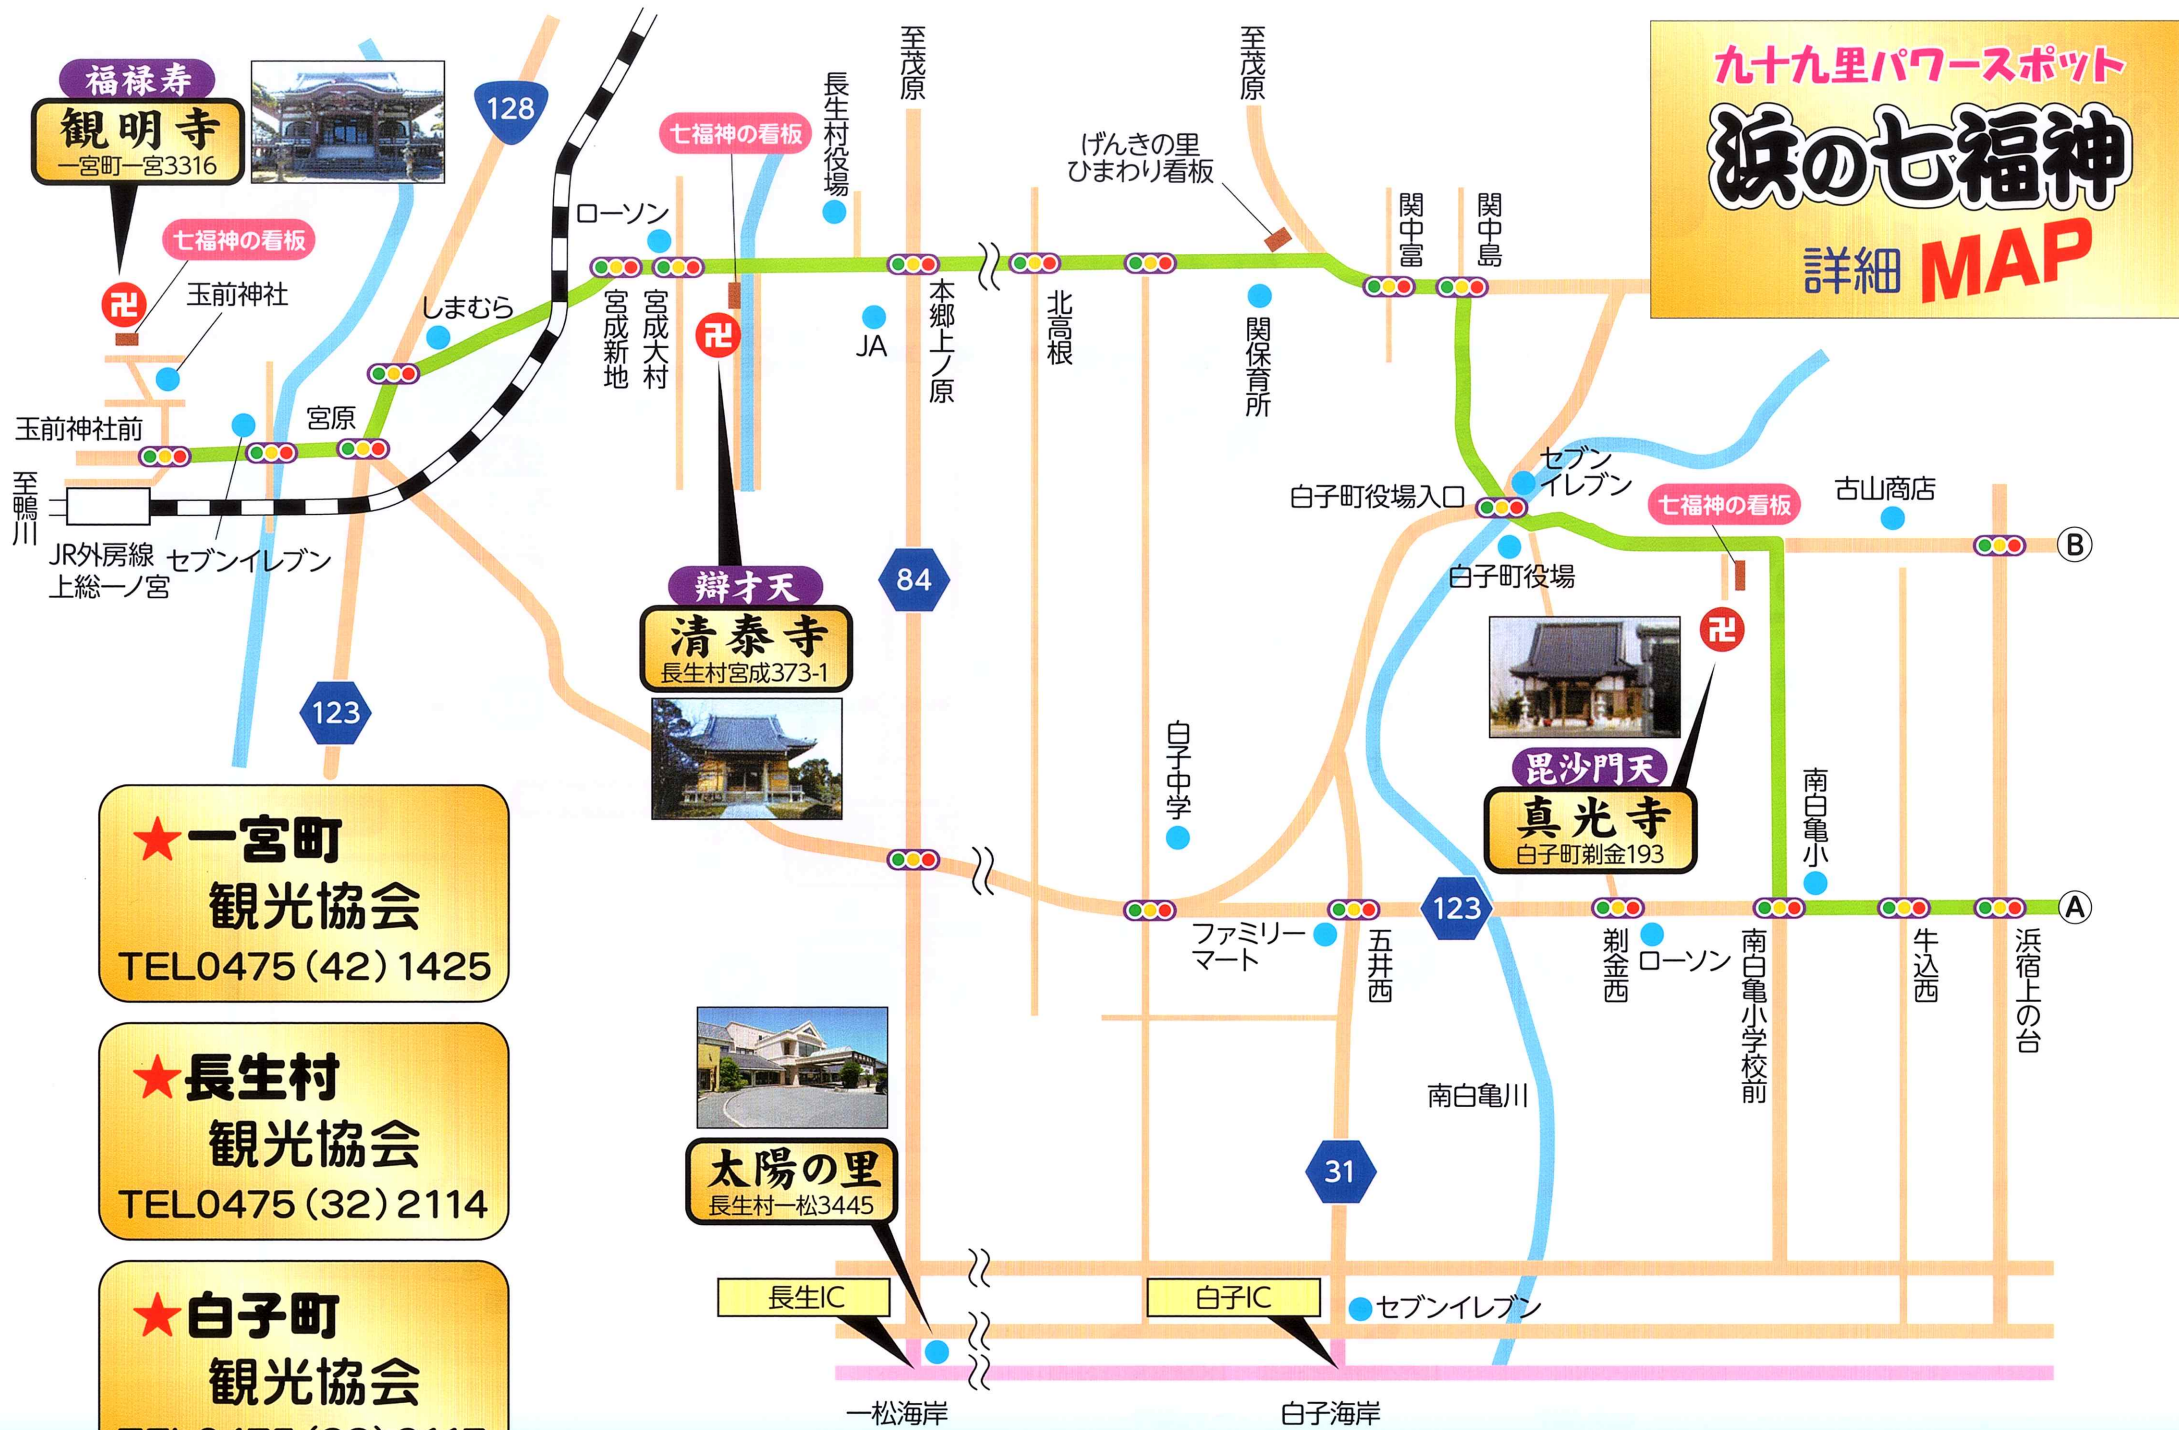 九十九里パワースポット
浜の七福神
詳細 MAP
福禄寿
観明寺
一宮町一宮3316
七福神の看板
玉前神社
玉前神社前
至鴨川
JR外房線
上総一ノ宮
セブンイレブン
宮原
しまむら
128
123
ローソン
宮成新地
宮成大村
七福神の看板
長生村役場
至茂原
JA
本郷上ノ原
北高根
げんきの里
ひまわり看板
至茂原
関保育所
関中富
関中島
辯才天
清泰寺
長生村宮成373-1
84
白子町役場入口
セブン
イレブン
白子町役場
七福神の看板
古山商店
B
毘沙門天
真光寺
白子町剃金193
白子中学
南白亀小
A
ファミリー
マート
五井西
123
剃金西
ローソン
南白亀小学校前
牛込西
浜宿上の台
南白亀川
31
太陽の里
長生村一松3445
長生IC
白子IC
セブンイレブン
一松海岸
白子海岸
★一宮町
観光協会
TEL0475(42)1425
★長生村
観光協会
TEL0475(32)2114
★白子町
観光協会